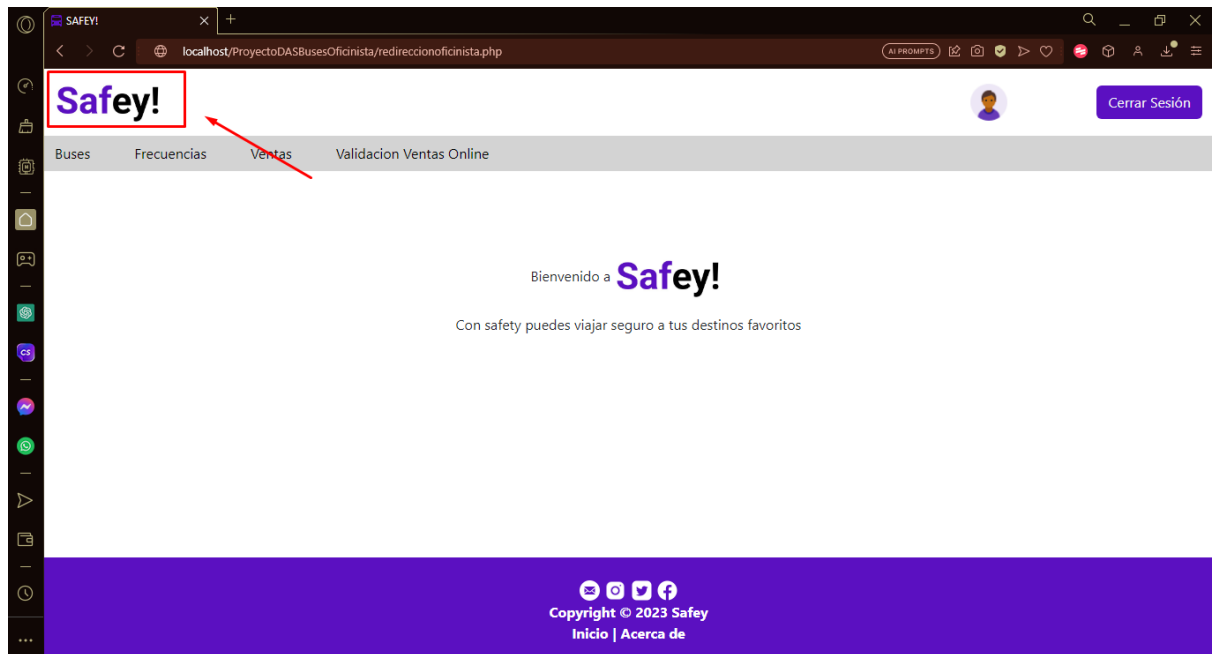 SAFEY!
localhost/ProyectoDASBusesOficinista/redireccionoficinista.php
AI PROMPTS
Safey!
Cerrar Sesión
Buses Frecuencias Ventas Validacion Ventas Online
Bienvenido a Safey!
Con safety puedes viajar seguro a tus destinos favoritos
CS
Copyright © 2023 Safey
Inicio | Acerca de